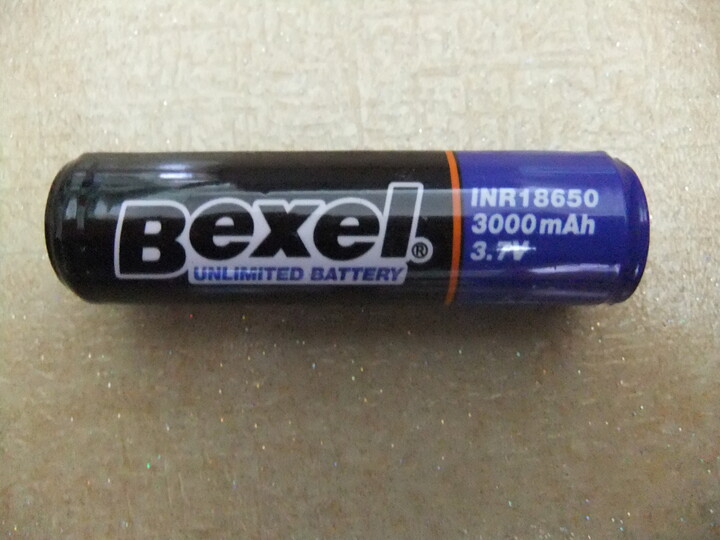 Bexel®
UNLIMITED BATTERY
INR18650
3000mAh
3.7V